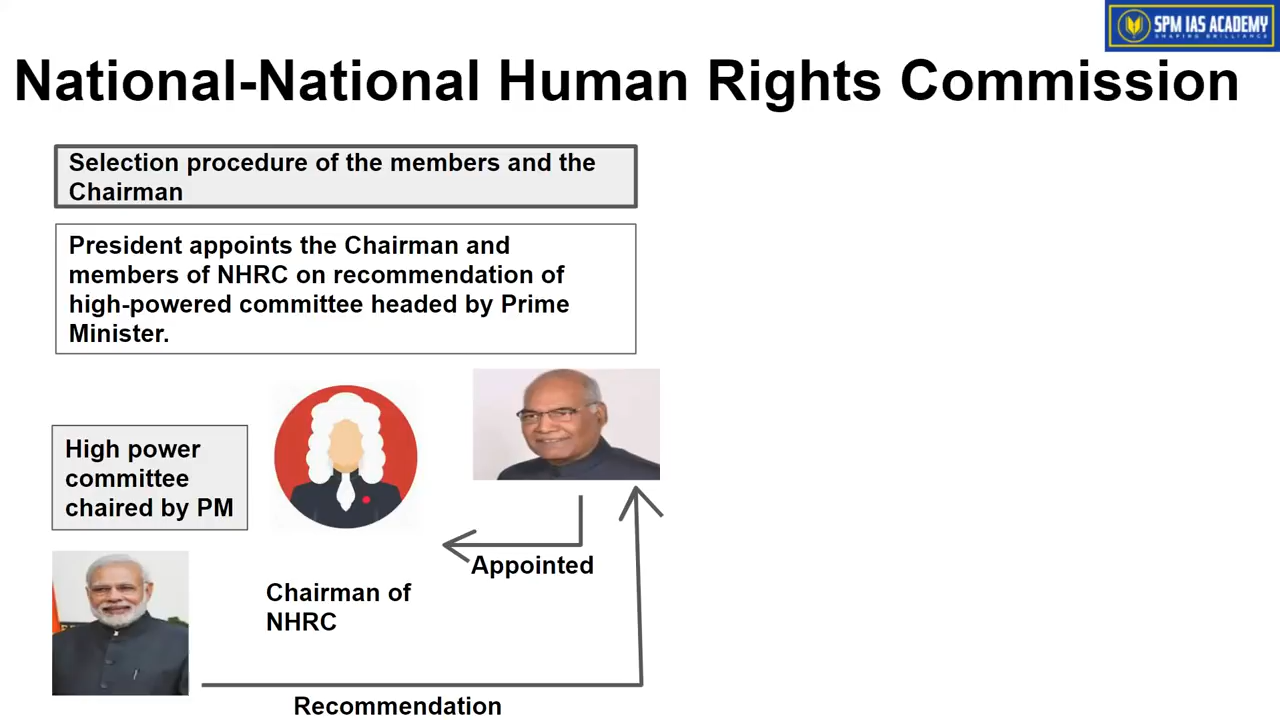 SPM IAS ACADEMY
SHAPING BRILLIANCE
National-National Human Rights Commission
Selection procedure of the members and the
Chairman
President appoints the Chairman and
members of NHRC on recommendation of
high-powered committee headed by Prime
Minister.
High power
committee
chaired by PM
Appointed
Chairman of
NHRC
Recommendation